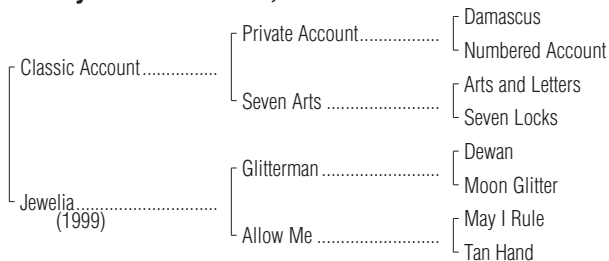 Damascus
Private Account
Numbered Account
Classic Account
Arts and Letters
Seven Arts
Seven Locks
Dewan
Glitterman
Moon Glitter
Jewelia
(1999)
May I Rule
Allow Me
Tan Hand